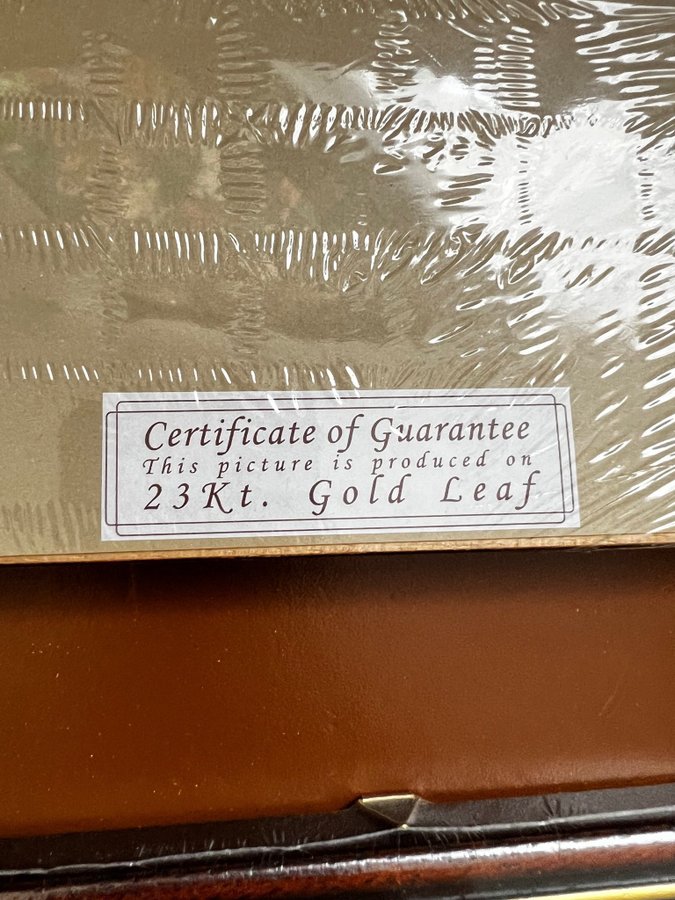 Certificate of Guarantee
This picture is produced on
23Kt. Gold Leaf